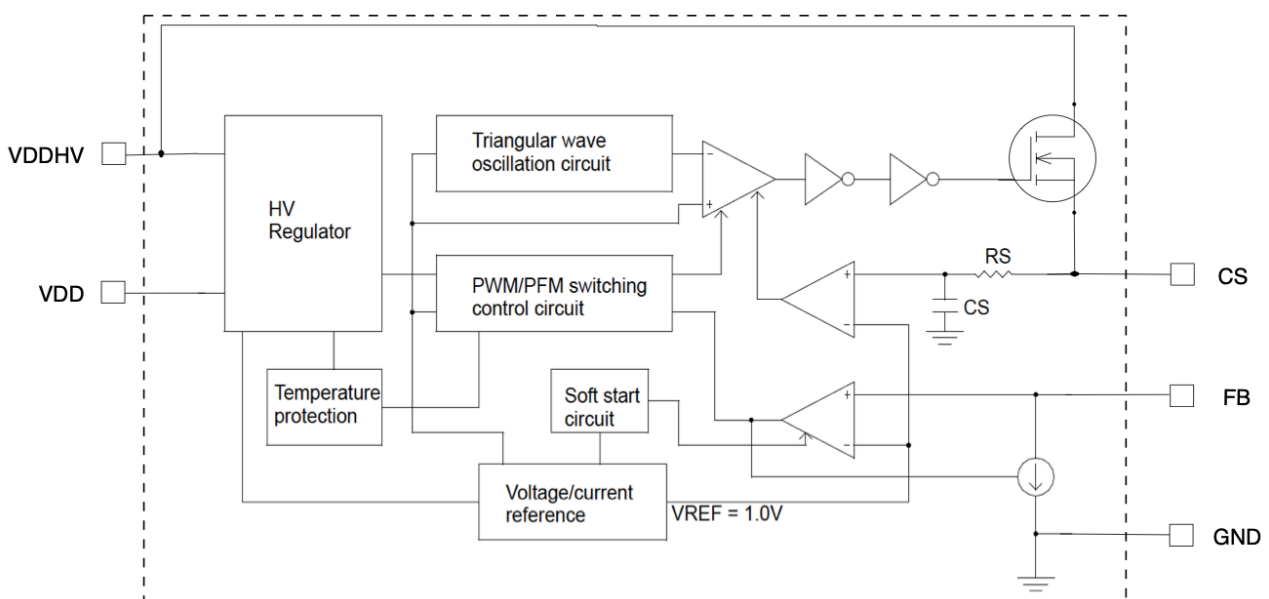 VDDHV
VDD
HV
Regulator
Triangular wave
oscillation circuit
-
+
PWM/PFM switching
control circuit
Temperature
protection
Soft start
circuit
Voltage/current
reference
VREF = 1.0V
+
-
+
-
RS
CS
CS
FB
GND